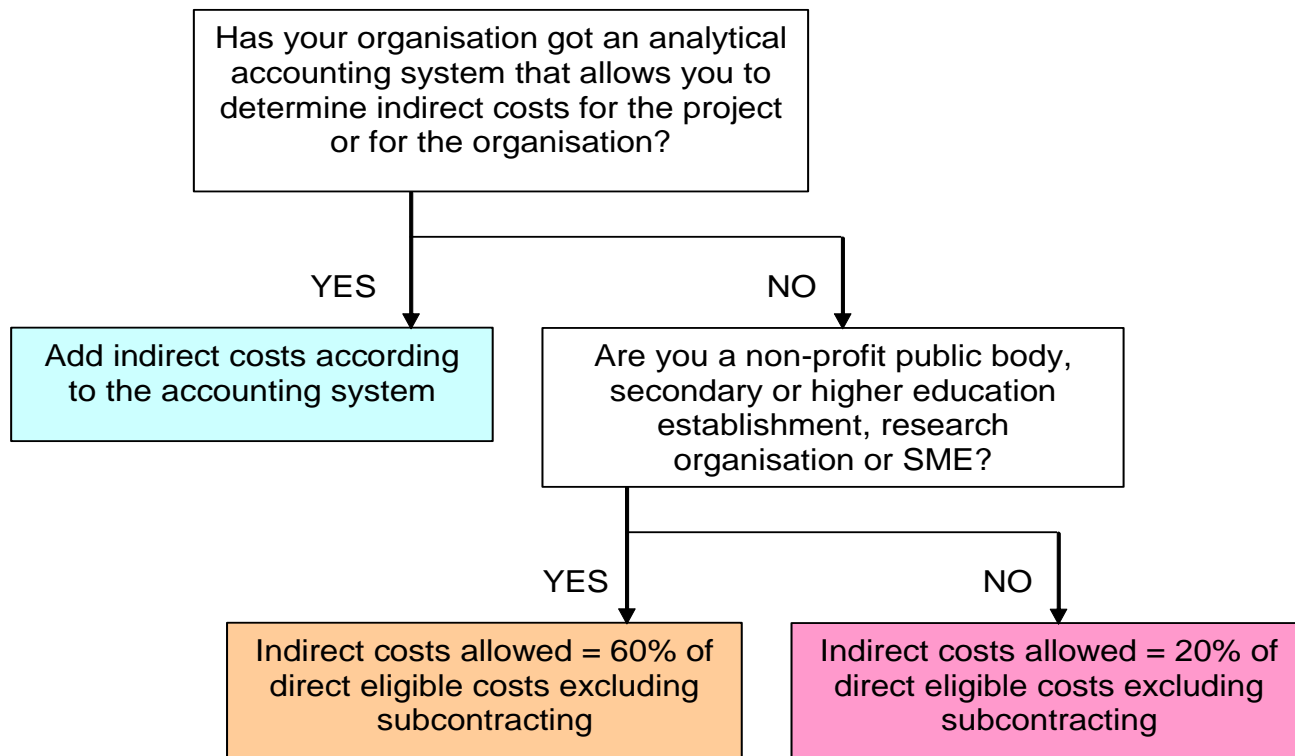 Has your organisation got an analytical
accounting system that allows you to
determine indirect costs for the project
or for the organisation?
YES
NO
Add indirect costs according
to the accounting system
Are you a non-profit public body,
secondary or higher education
establishment, research
organisation or SME?
YES
NO
Indirect costs allowed = 60% of
direct eligible costs excluding
subcontracting
Indirect costs allowed = 20% of
direct eligible costs excluding
subcontracting